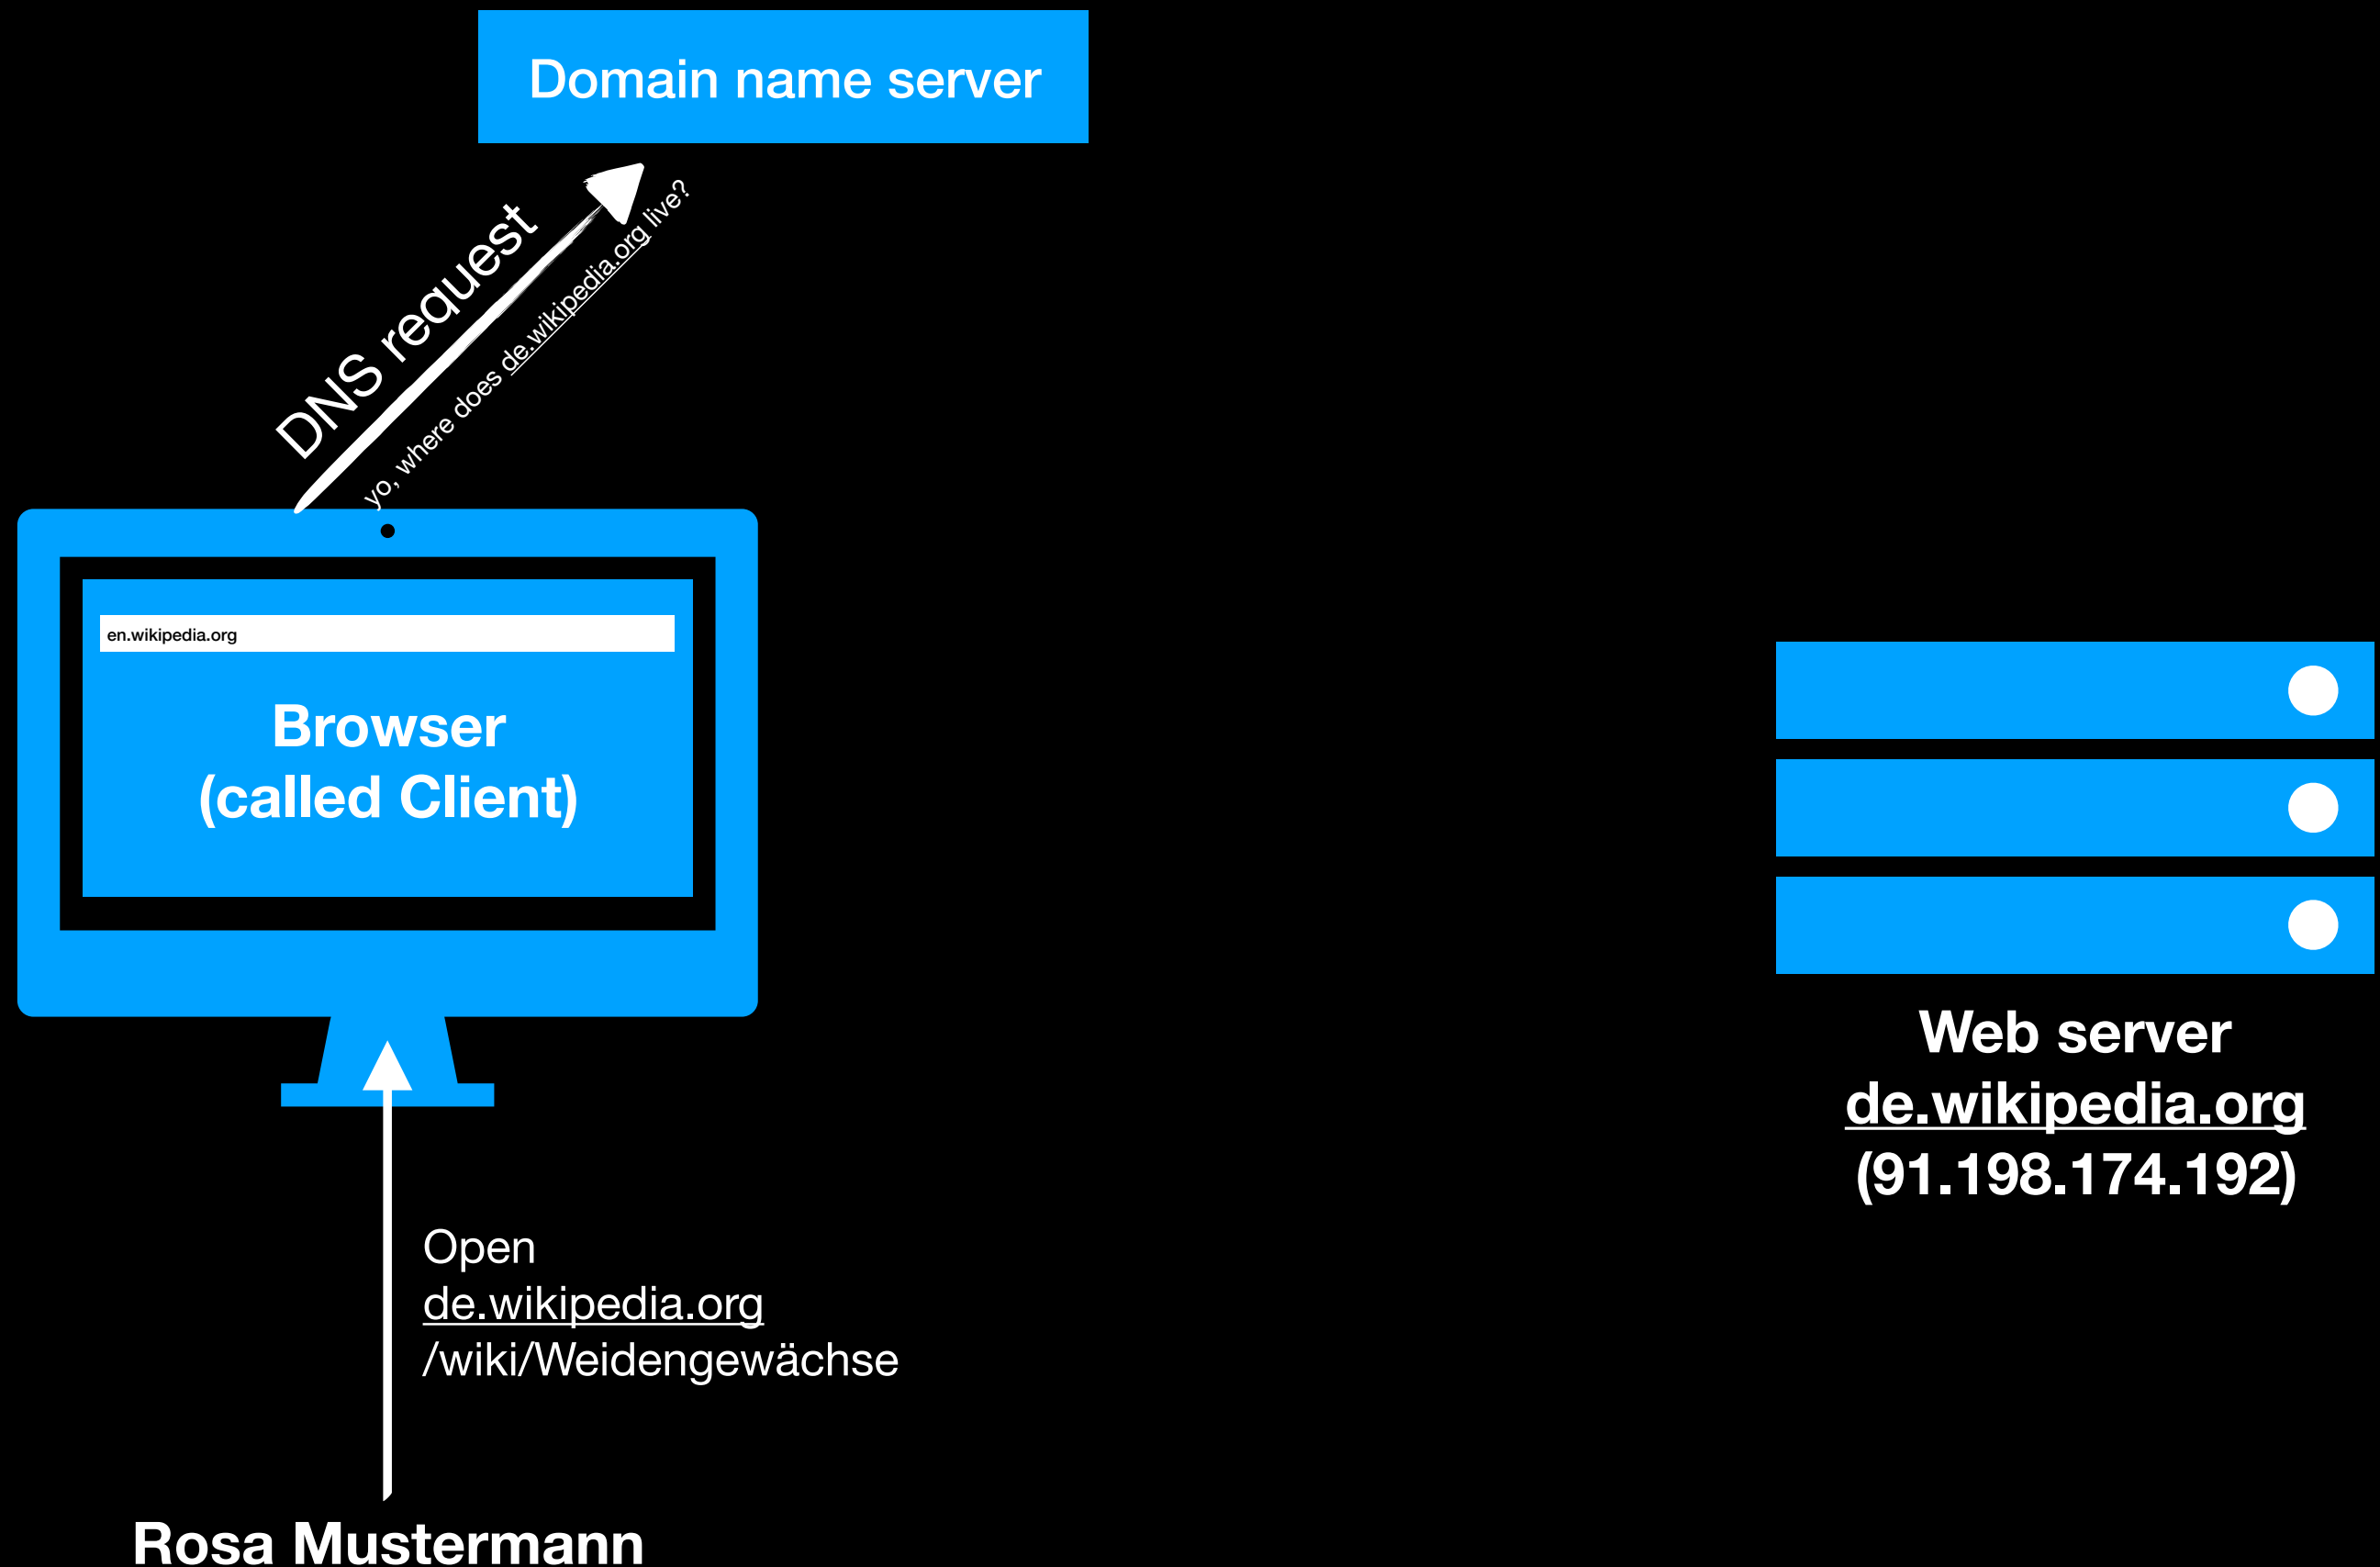 Domain name server
DNS request
yo, where does de.wikipedia.org live?
en.wikipedia.org
Browser
(called Client)
Web server
de.wikipedia.org
(91.198.174.192)
Open
de.wikipedia.org
/wiki/Weidengewächse
Rosa Mustermann